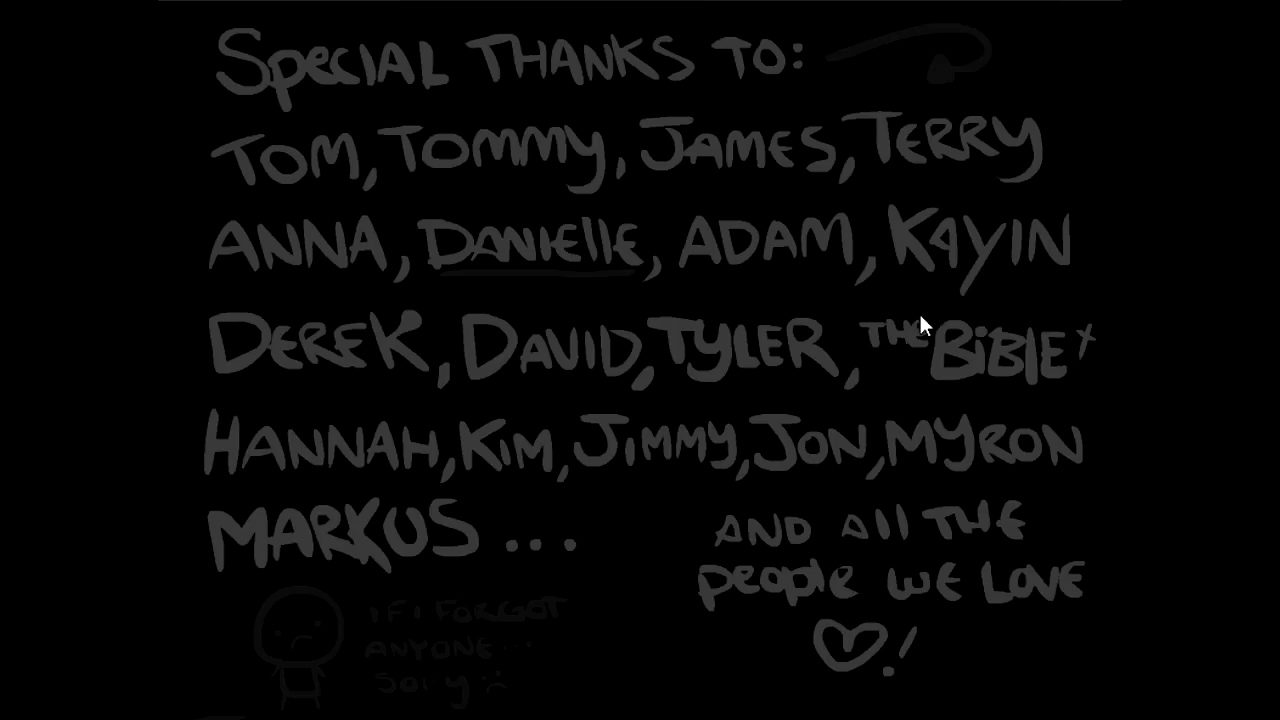 Special THANKS TO:
TOM, TOMMY, JAMES, TERRY
ANNA, DANIElle, ADAM, KAYIN
DEREK, DAVID, TYLER, THE BiBlE
HANNAH, KiM, JiMMY, JON, MYRON
MARKUS ...
AND All THE
people WE LOVE
♡!
IF I FORGOT
ANYONE...
Sorry :(